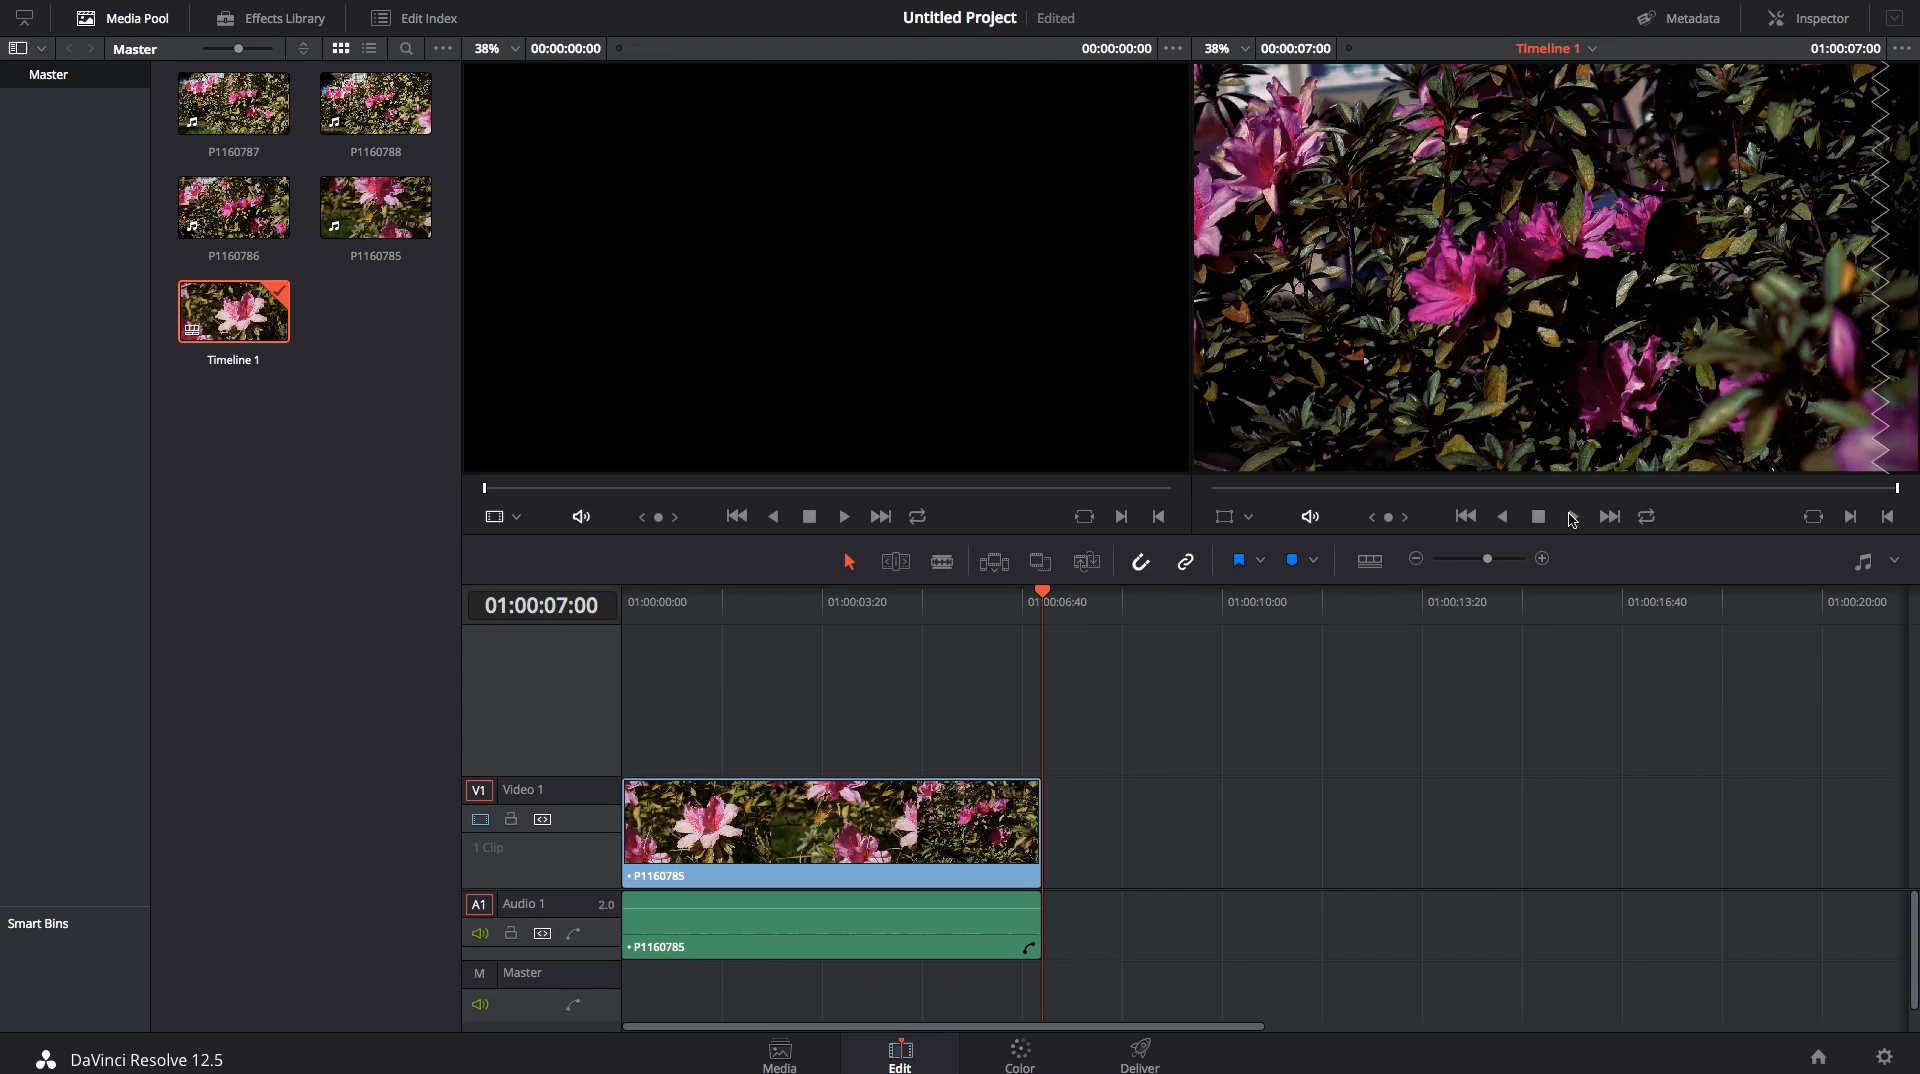 Media Pool
Effects Library
Edit Index
Untitled Project
Edited
Metadata
Inspector
Master
38%
00:00:00:00
00:00:00:00
38%
00:00:07:00
Timeline 1
01:00:07:00
Master
P1160787
P1160788
P1160786
P1160785
Timeline 1
01:00:07:00
01:00:00:00
01:00:03:20
01:00:06:40
01:00:10:00
01:00:13:20
01:00:16:40
01:00:20:00
V1
Video 1
1 Clip
• P1160785
A1
Audio 1
2.0
• P1160785
M
Master
Smart Bins
DaVinci Resolve 12.5
Media
Edit
Color
Deliver